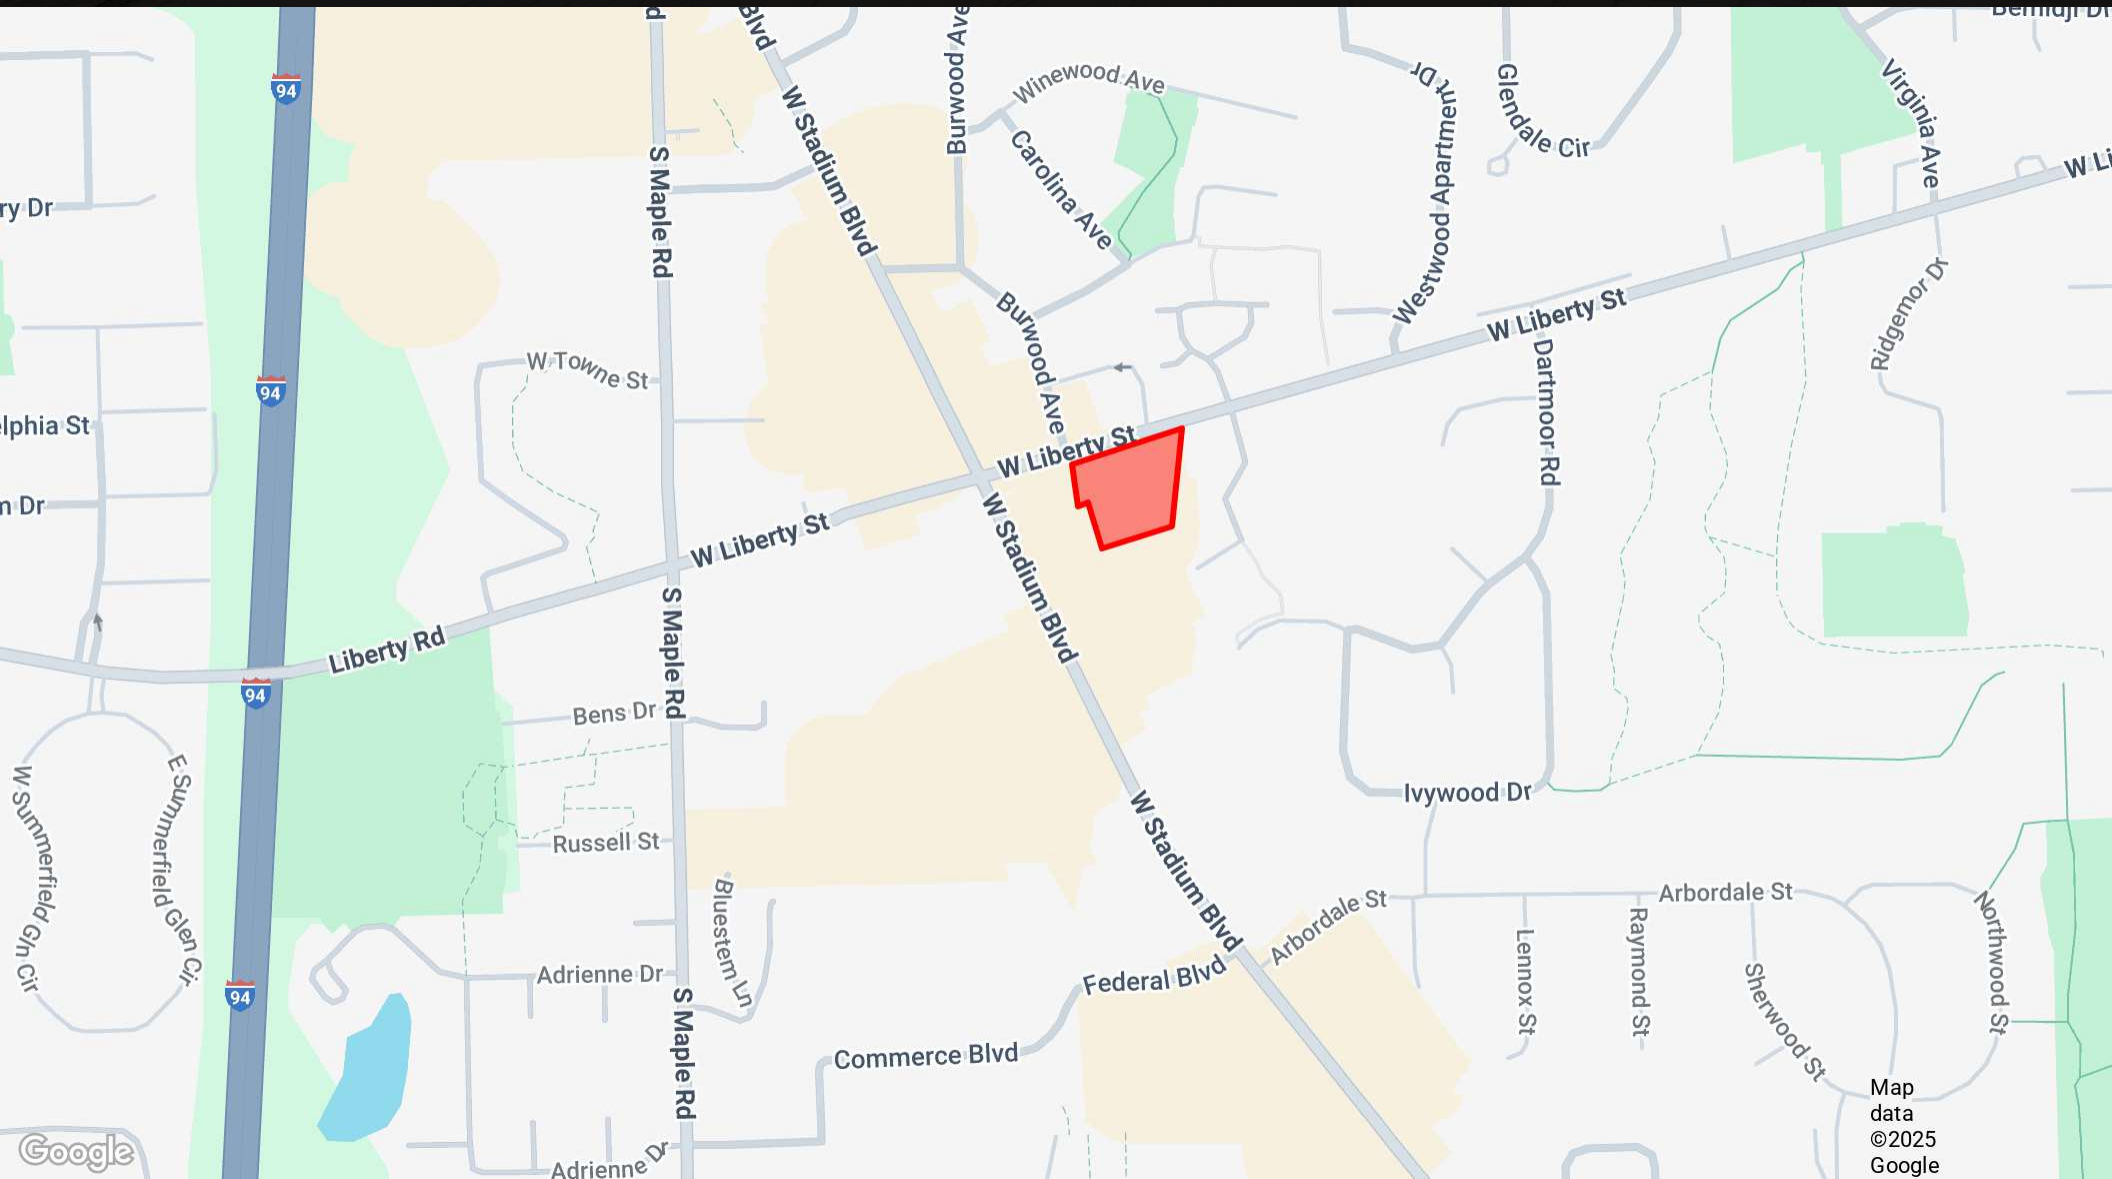 Blvd
Burwood Ave
Bemidji Dr
94
Winewood Ave
Westwood Apartment Dr
Glendale Cir
Virginia Ave
W Stadium Blvd
S Maple Rd
Carolina Ave
W Li
ry Dr
Ridgemor Dr
Burwood Ave
W Liberty St
W Towne St
Dartmoor Rd
94
elphia St
W Liberty St
m Dr
W Liberty St
W Stadium Blvd
S Maple Rd
Liberty Rd
94
Bens Dr
W Summerfield Gln Cir
E Summerfield Glen Cir
Ivywood Dr
W Stadium Blvd
Russell St
Bluestem Ln
Arbordale St
Arbordale St
Northwood St
Lennox St
Raymond St
Sherwood St
Adrienne Dr
Federal Blvd
94
S Maple Rd
Commerce Blvd
Map
data
©2025
Google
Google
Adrienne Dr